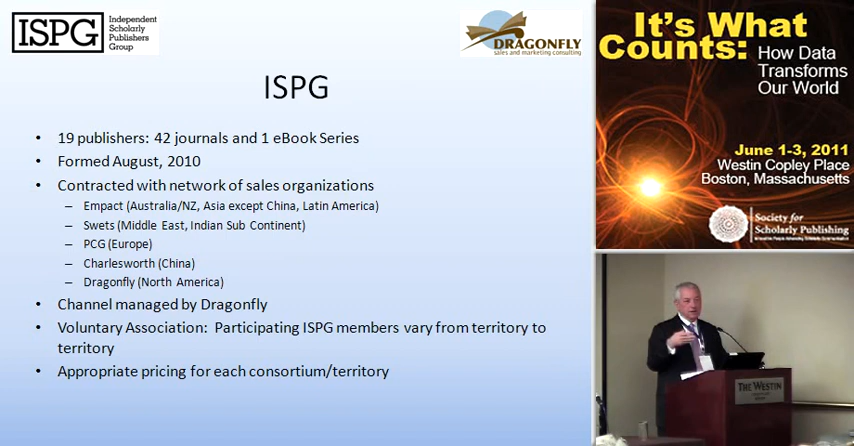 ISPG
Independent
Scholarly
Publishers
Group
DRAGONFLY
sales and marketing consulting
ISPG
• 19 publishers: 42 journals and 1 eBook Series
• Formed August, 2010
• Contracted with network of sales organizations
– Empact (Australia/NZ, Asia except China, Latin America)
– Swets (Middle East, Indian Sub Continent)
– PCG (Europe)
– Charlesworth (China)
– Dragonfly (North America)
• Channel managed by Dragonfly
• Voluntary Association: Participating ISPG members vary from territory to
territory
• Appropriate pricing for each consortium/territory
It's What
Counts: How Data
Transforms
Our World
June 1-3, 2011
Westin Copley Place
Boston, Massachusetts
Society for
Scholarly Publishing
THE WESTIN